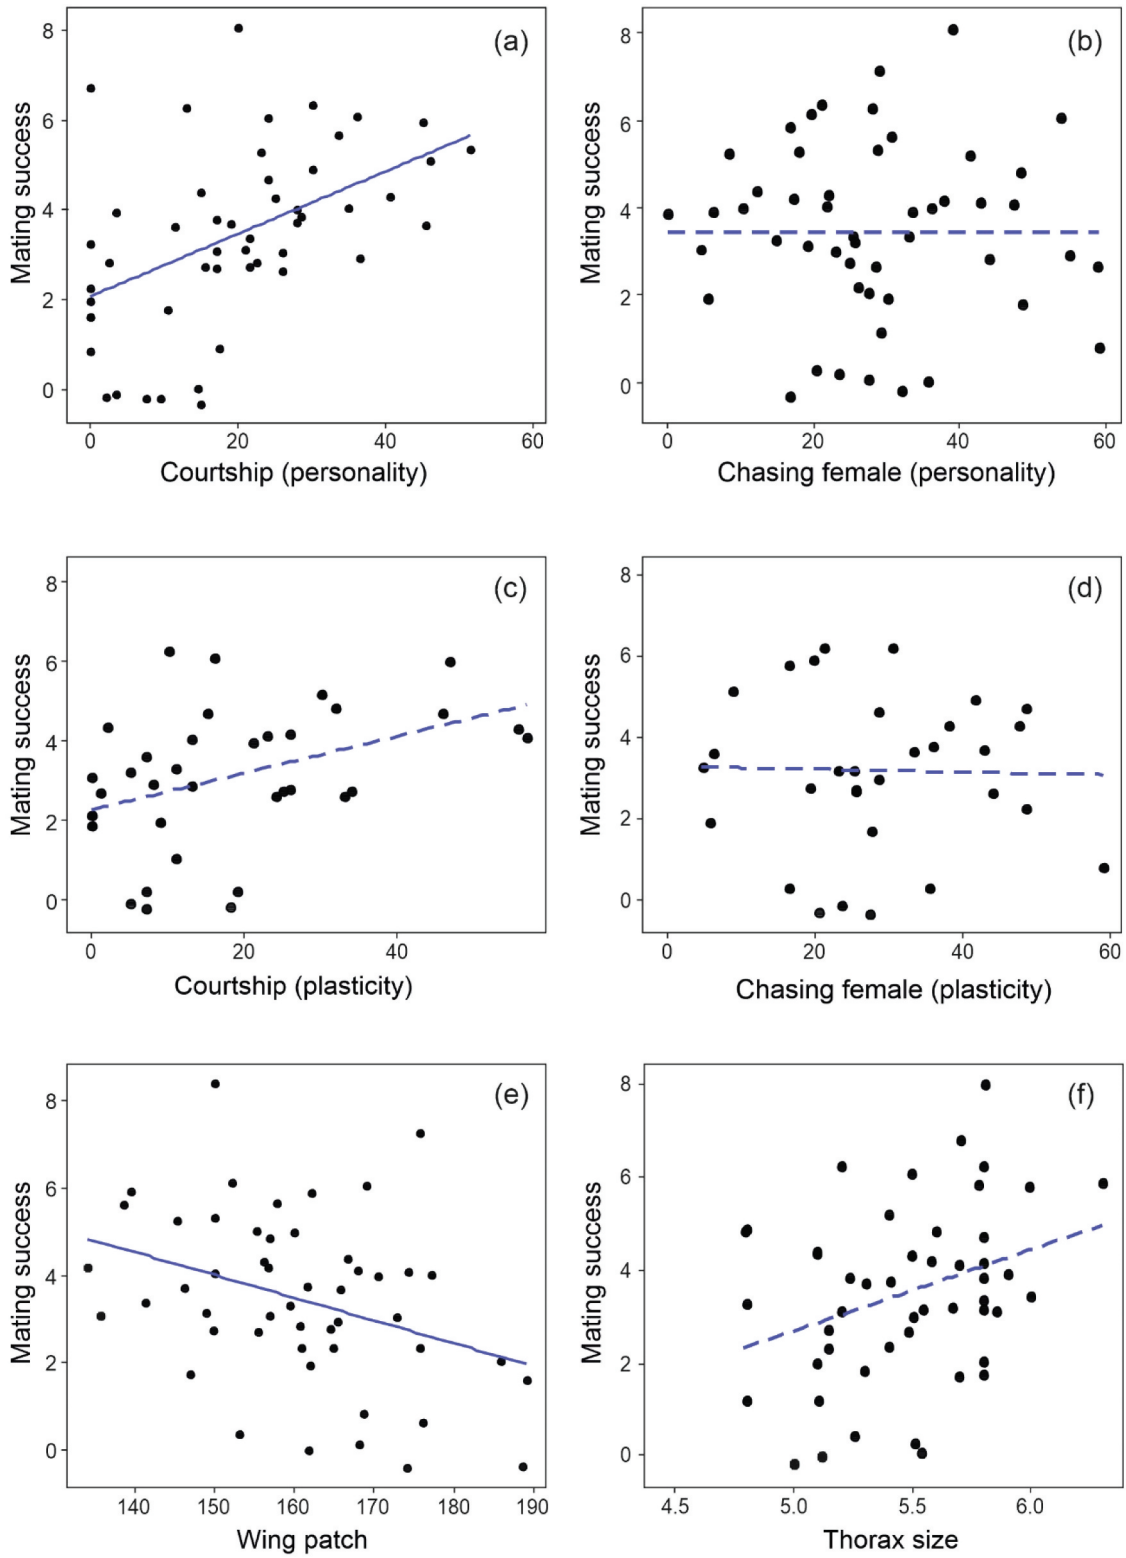 (a)
Mating success
8
6
4
2
0
0 20 40 60
Courtship (personality)
(b)
Mating success
8
6
4
2
0
0 20 40 60
Chasing female (personality)
(c)
Mating success
8
6
4
2
0
0 20 40
Courtship (plasticity)
(d)
Mating success
8
6
4
2
0
0 20 40 60
Chasing female (plasticity)
(e)
Mating success
8
6
4
2
0
140 150 160 170 180 190
Wing patch
(f)
Mating success
8
6
4
2
0
4.5 5.0 5.5 6.0
Thorax size